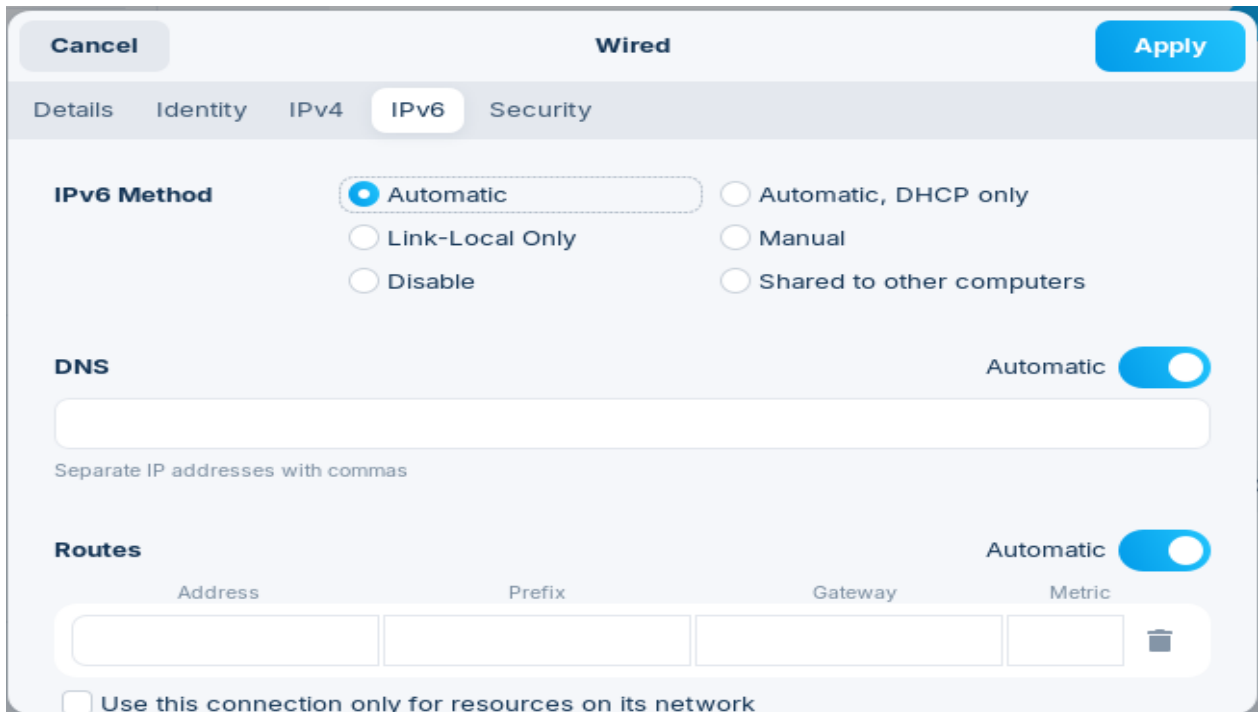 Cancel Wired Apply
Details Identity IPv4 IPv6 Security
IPv6 Method Automatic Automatic, DHCP only
Link-Local Only Manual
Disable Shared to other computers
DNS Automatic
Separate IP addresses with commas
Routes Automatic
Address Prefix Gateway Metric
Use this connection only for resources on its network